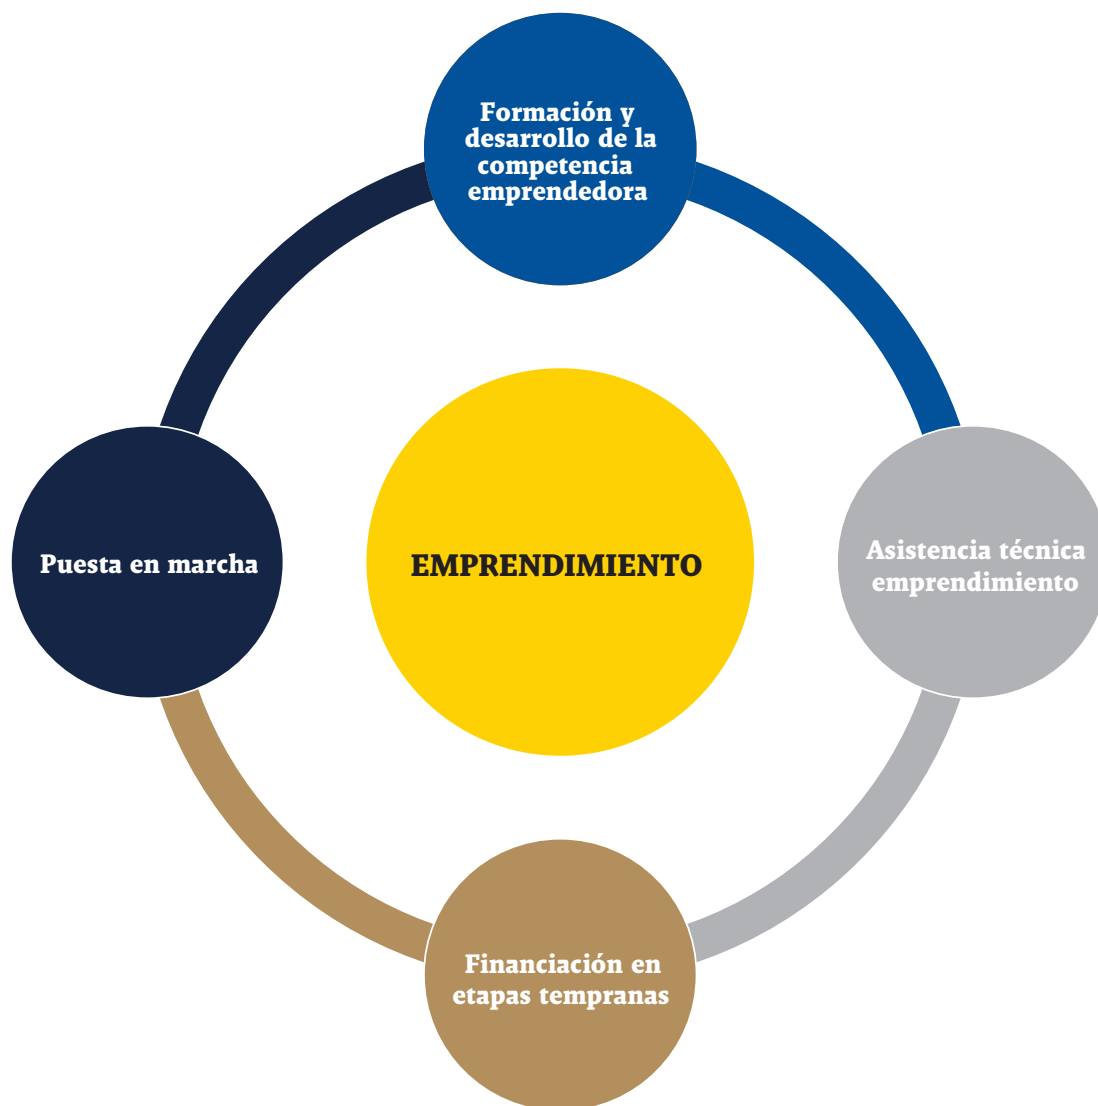 Formación y
desarrollo de la
competencia
emprendedora
Puesta en marcha
EMPRENDIMIENTO
Asistencia técnica
emprendimiento
Financiación en
etapas tempranas